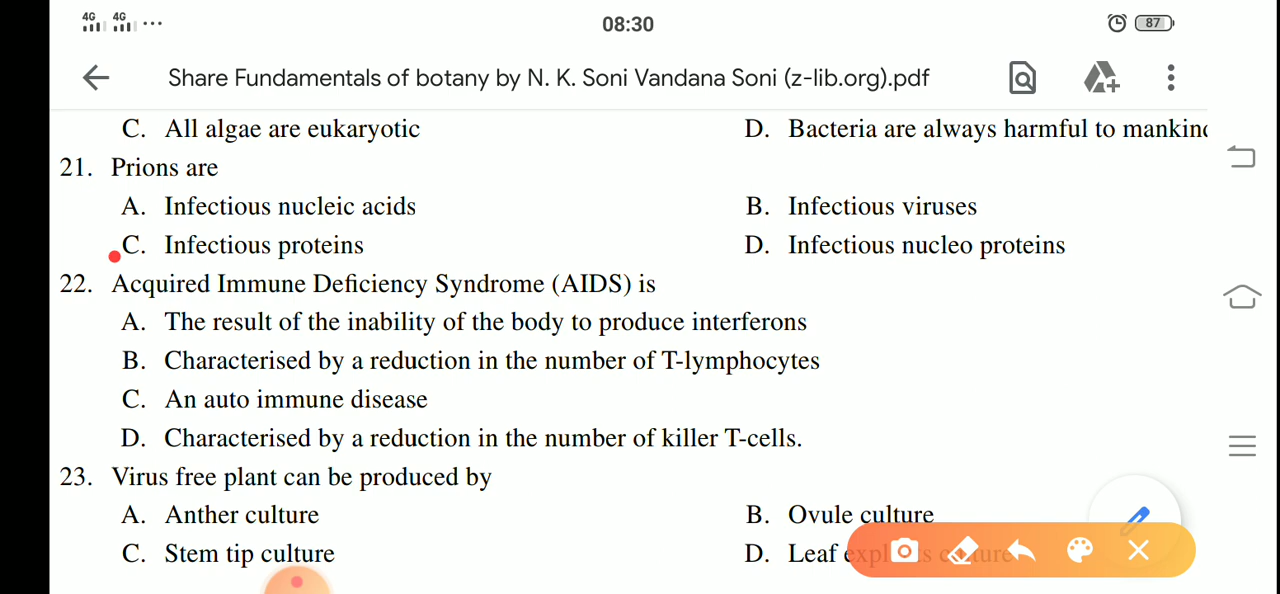 4G 4G ... 08:30 87
Share Fundamentals of botany by N. K. Soni Vandana Soni (z-lib.org).pdf
C. All algae are eukaryotic D. Bacteria are always harmful to mankind
21. Prions are
A. Infectious nucleic acids B. Infectious viruses
C. Infectious proteins D. Infectious nucleo proteins
22. Acquired Immune Deficiency Syndrome (AIDS) is
A. The result of the inability of the body to produce interferons
B. Characterised by a reduction in the number of T-lymphocytes
C. An auto immune disease
D. Characterised by a reduction in the number of killer T-cells.
23. Virus free plant can be produced by
A. Anther culture B. Ovule culture
C. Stem tip culture D. Leaf